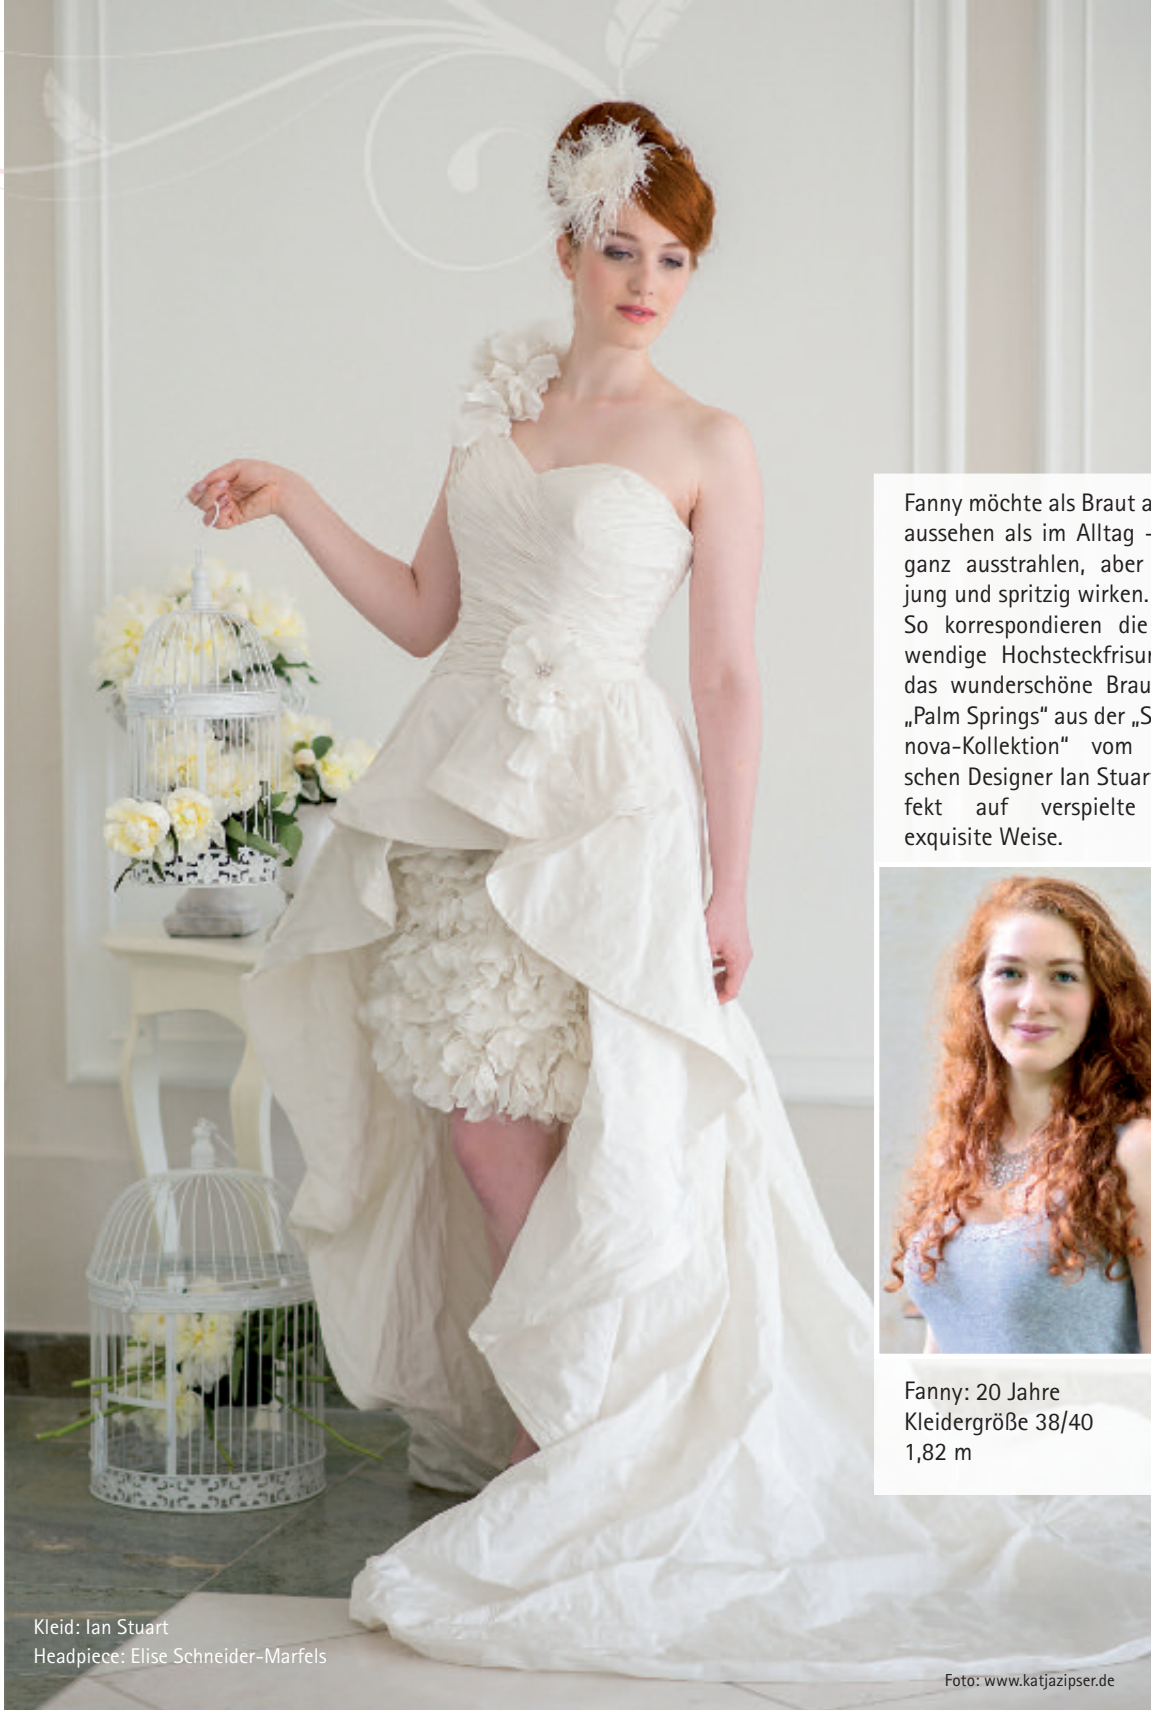 Fanny möchte als Braut a
aussehen als im Alltag -
ganz ausstrahlen, aber
jung und spritzig wirken.
So korrespondieren die
wendige Hochsteckfrisur
das wunderschöne Brau
„Palm Springs“ aus der „S
nova-Kollektion“ vom
schen Designer Ian Stuar
fekt auf verspielte
exquisite Weise.
Fanny: 20 Jahre
Kleidergröße 38/40
1,82 m
Kleid: Ian Stuart
Headpiece: Elise Schneider-Marfels
Foto: www.katjazipser.de